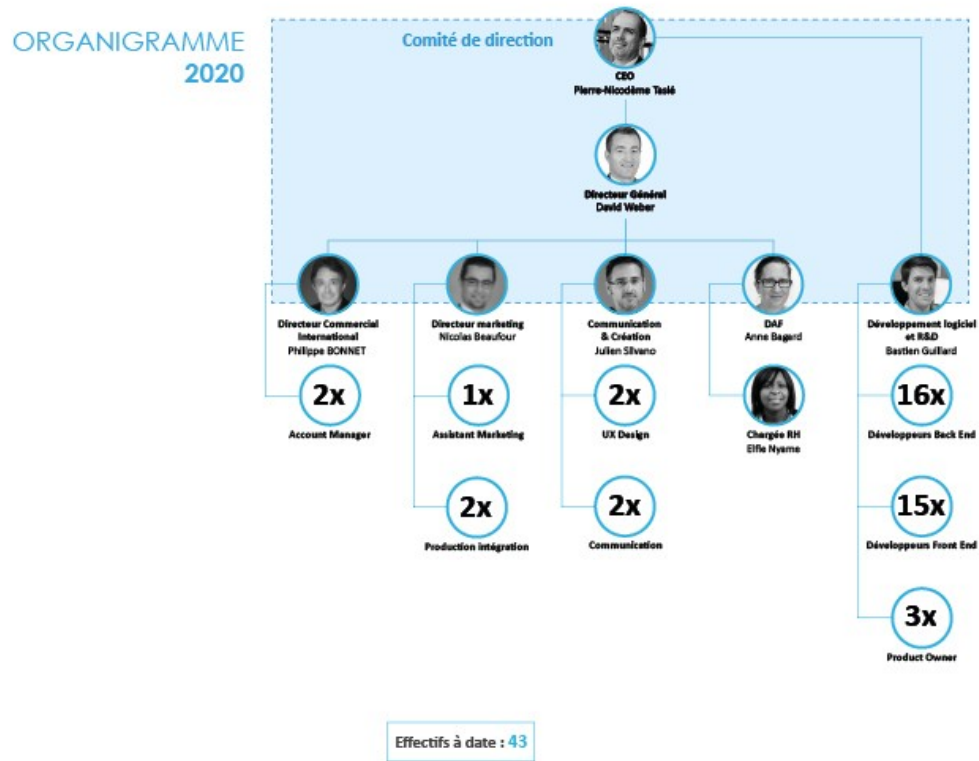 ORGANIGRAMME
2020
Comité de direction
CEO
Pierre-Nicodème Taslé
Directeur Général
David Weber
Directeur Commercial
International
Philippe BONNET
Directeur marketing
Nicolas Beaufour
Communication
& Création
Julien Silvano
DAF
Anne Bagard
Développement logiciel
et R&D
Bastien Guillard
2x
Account Manager
1x
Assistant Marketing
2x
UX Design
Chargée RH
Elfie Nyame
16x
Développeurs Back End
2x
Production intégration
2x
Communication
15x
Développeurs Front End
3x
Product Owner
Effectifs à date : 43